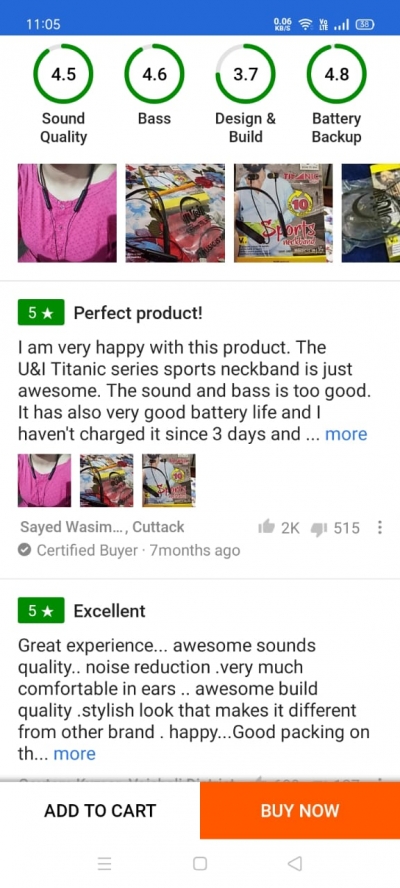 11:05
0.06
KB/S
Vo
LTE
38
4.5
4.6
3.7
4.8
Sound
Quality
Bass
Design &
Build
Battery
Backup
10
Sports
neckband
5 ★ Perfect product!
I am very happy with this product. The
U&I Titanic series sports neckband is just
awesome. The sound and bass is too good.
It has also very good battery life and I
haven't charged it since 3 days and ... more
Sayed Wasim..., Cuttack
2K
515
Certified Buyer · 7months ago
5 ★ Excellent
Great experience... awesome sounds
quality.. noise reduction .very much
comfortable in ears .. awesome build
quality .stylish look that makes it different
from other brand . happy...Good packing on
th... more
ADD TO CART
BUY NOW